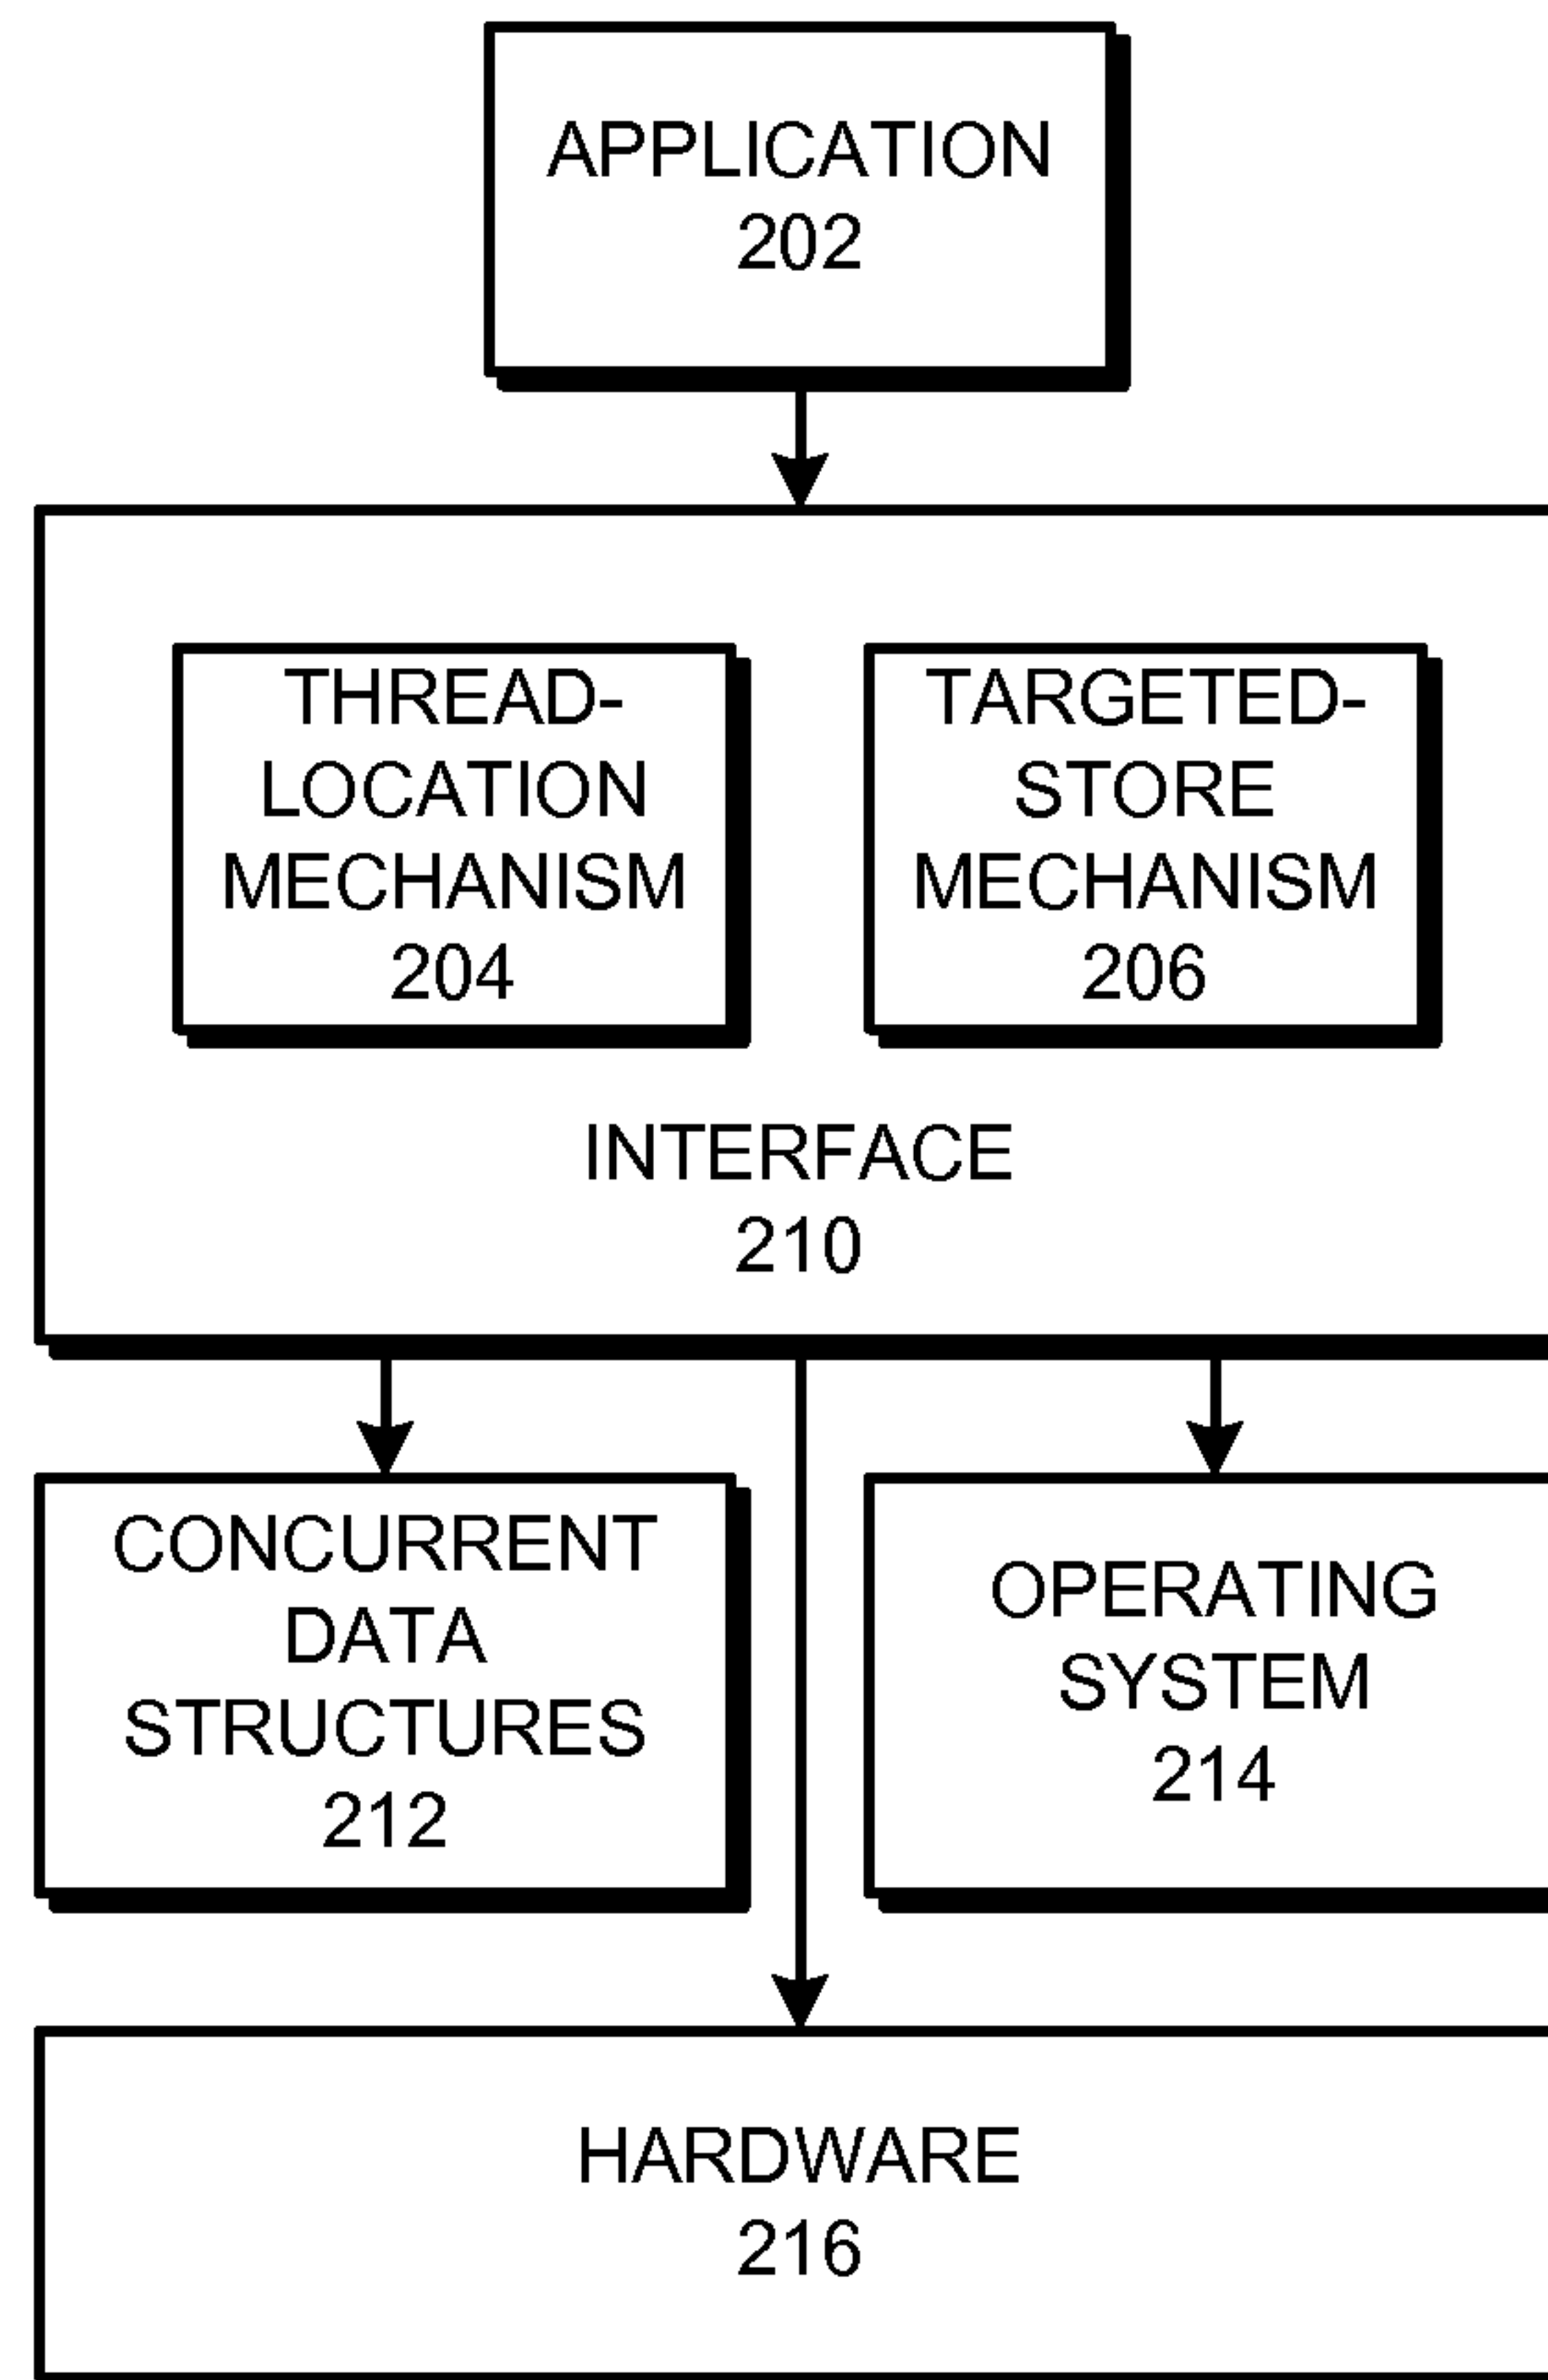 APPLICATION
202
THREAD-
LOCATION
MECHANISM
204
TARGETED-
STORE
MECHANISM
206
INTERFACE
210
CONCURRENT
DATA
STRUCTURES
212
OPERATING
SYSTEM
214
HARDWARE
216